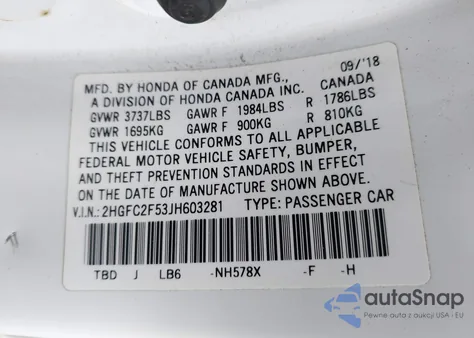 09/'18
MFD. BY HONDA OF CANADA MFG., CANADA
A DIVISION OF HONDA CANADA INC.
GVWR 3737LBS GAWR F 1984LBS R 1786LBS
GVWR 1695KG GAWR F 900KG R 810KG
THIS VEHICLE CONFORMS TO ALL APPLICABLE
FEDERAL MOTOR VEHICLE SAFETY, BUMPER,
AND THEFT PREVENTION STANDARDS IN EFFECT
ON THE DATE OF MANUFACTURE SHOWN ABOVE.
V.I.N.: 2HGFC2F53JH603281 TYPE: PASSENGER CAR
TBD J LB6 -NH578X -F -H
autoSnap
Pewne auta z USA i EU